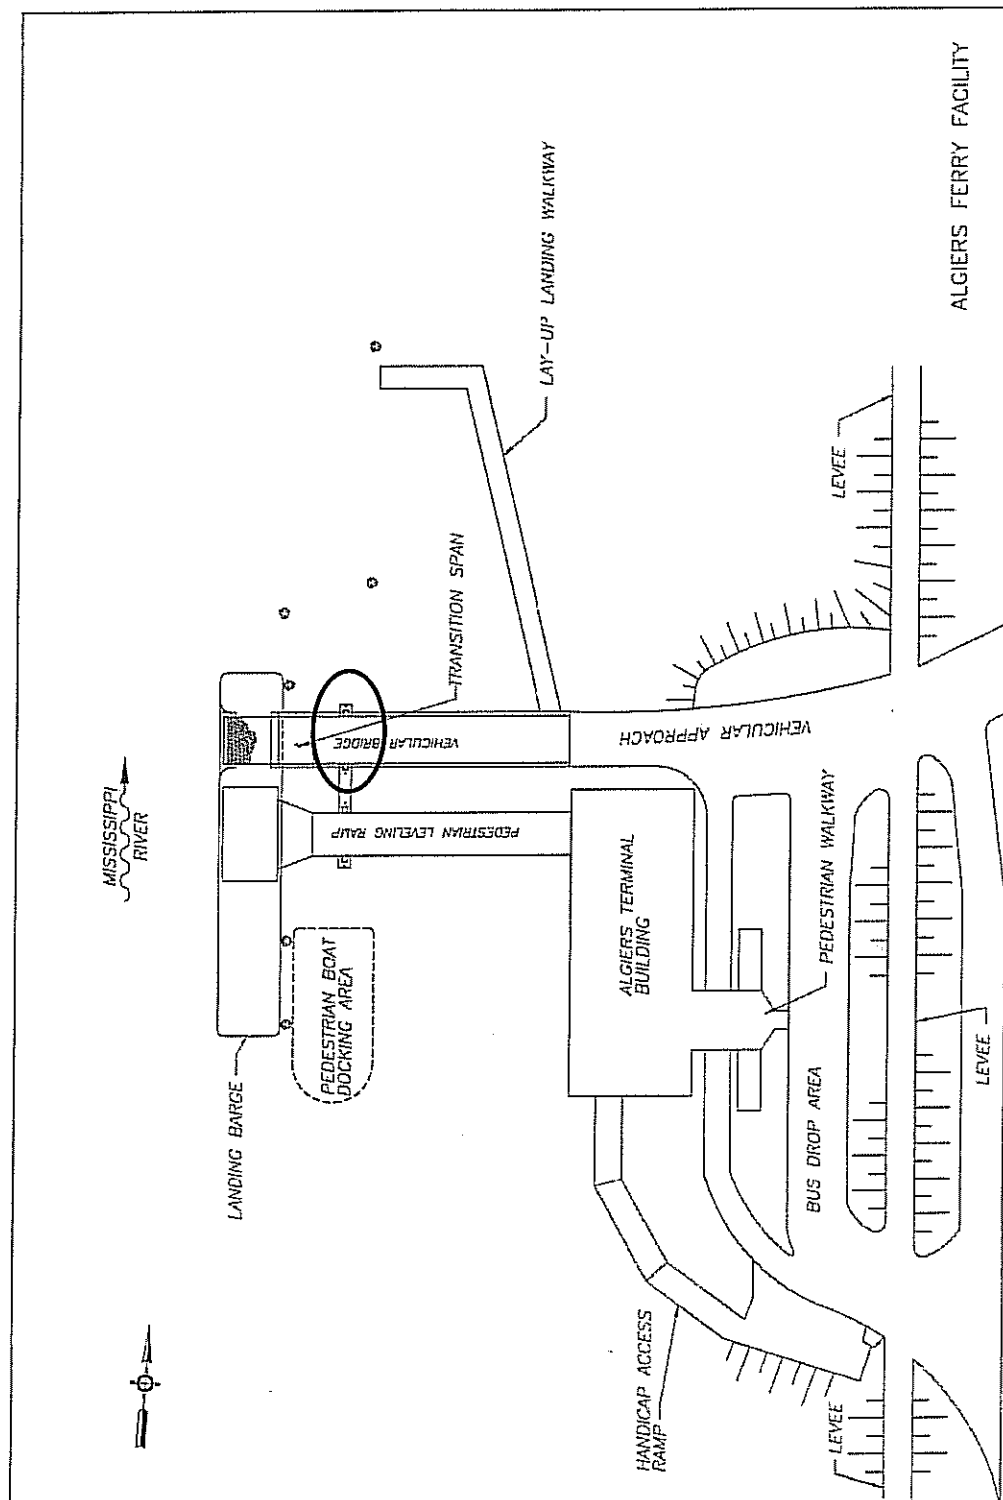 ALGIERS FERRY FACILITY
MISSISSIPPI
RIVER
LANDING BARGE
PEDESTRIAN BOAT
DOCKING AREA
PEDESTRIAN LEVELING RAMP
VEHICULAR BRIDGE
TRANSITION SPAN
LAY-UP LANDING WALKWAY
VEHICULAR APPROACH
ALGIERS TERMINAL
BUILDING
PEDESTRIAN WALKWAY
BUS DROP AREA
HANDICAP ACCESS
RAMP
LEVEE
LEVEE
LEVEE